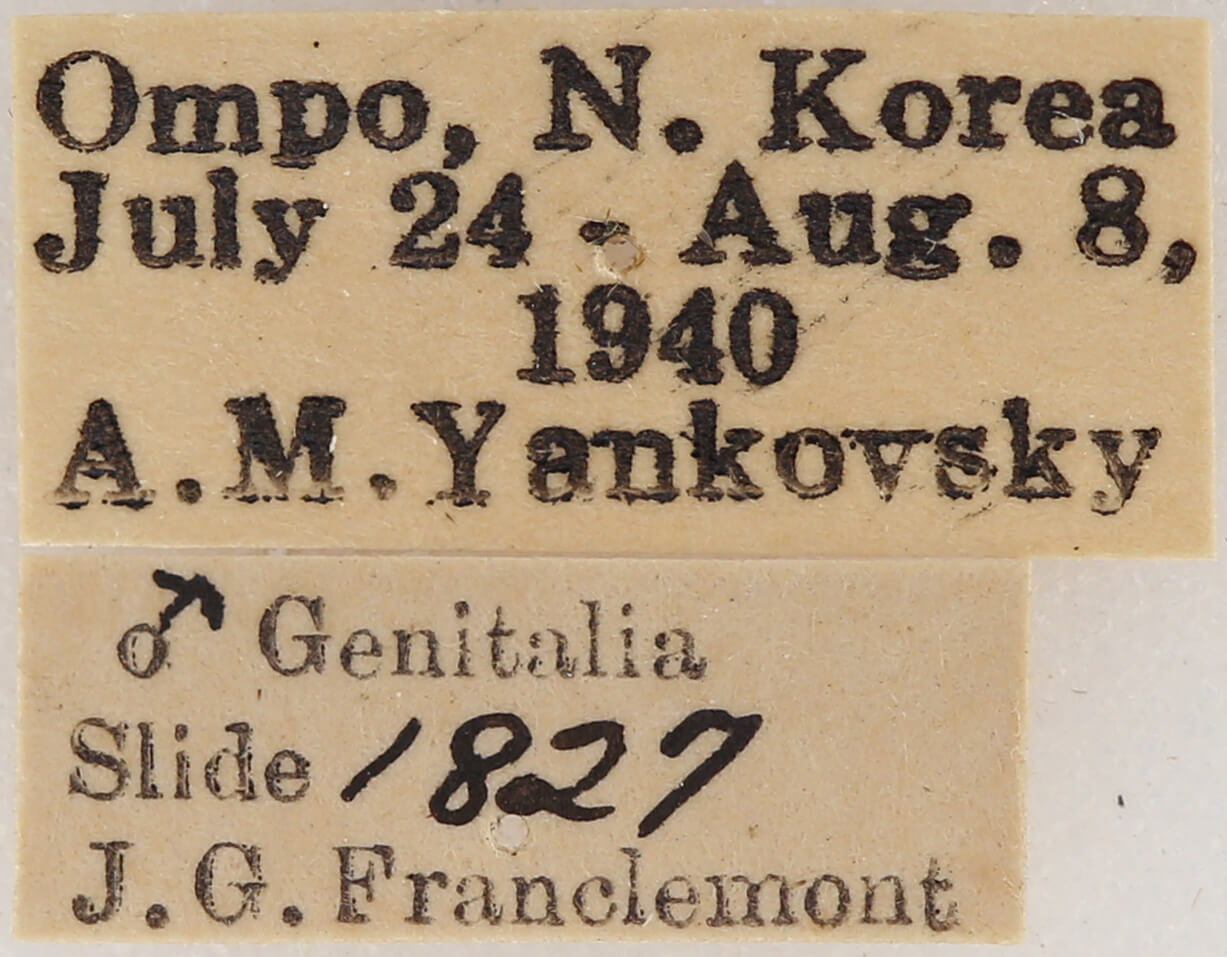 Ompo, N. Korea
July 24 - Aug. 8,
1940
A.M.Yankovsky
♂ Genitalia
Slide 1827
J.G.Franclemont